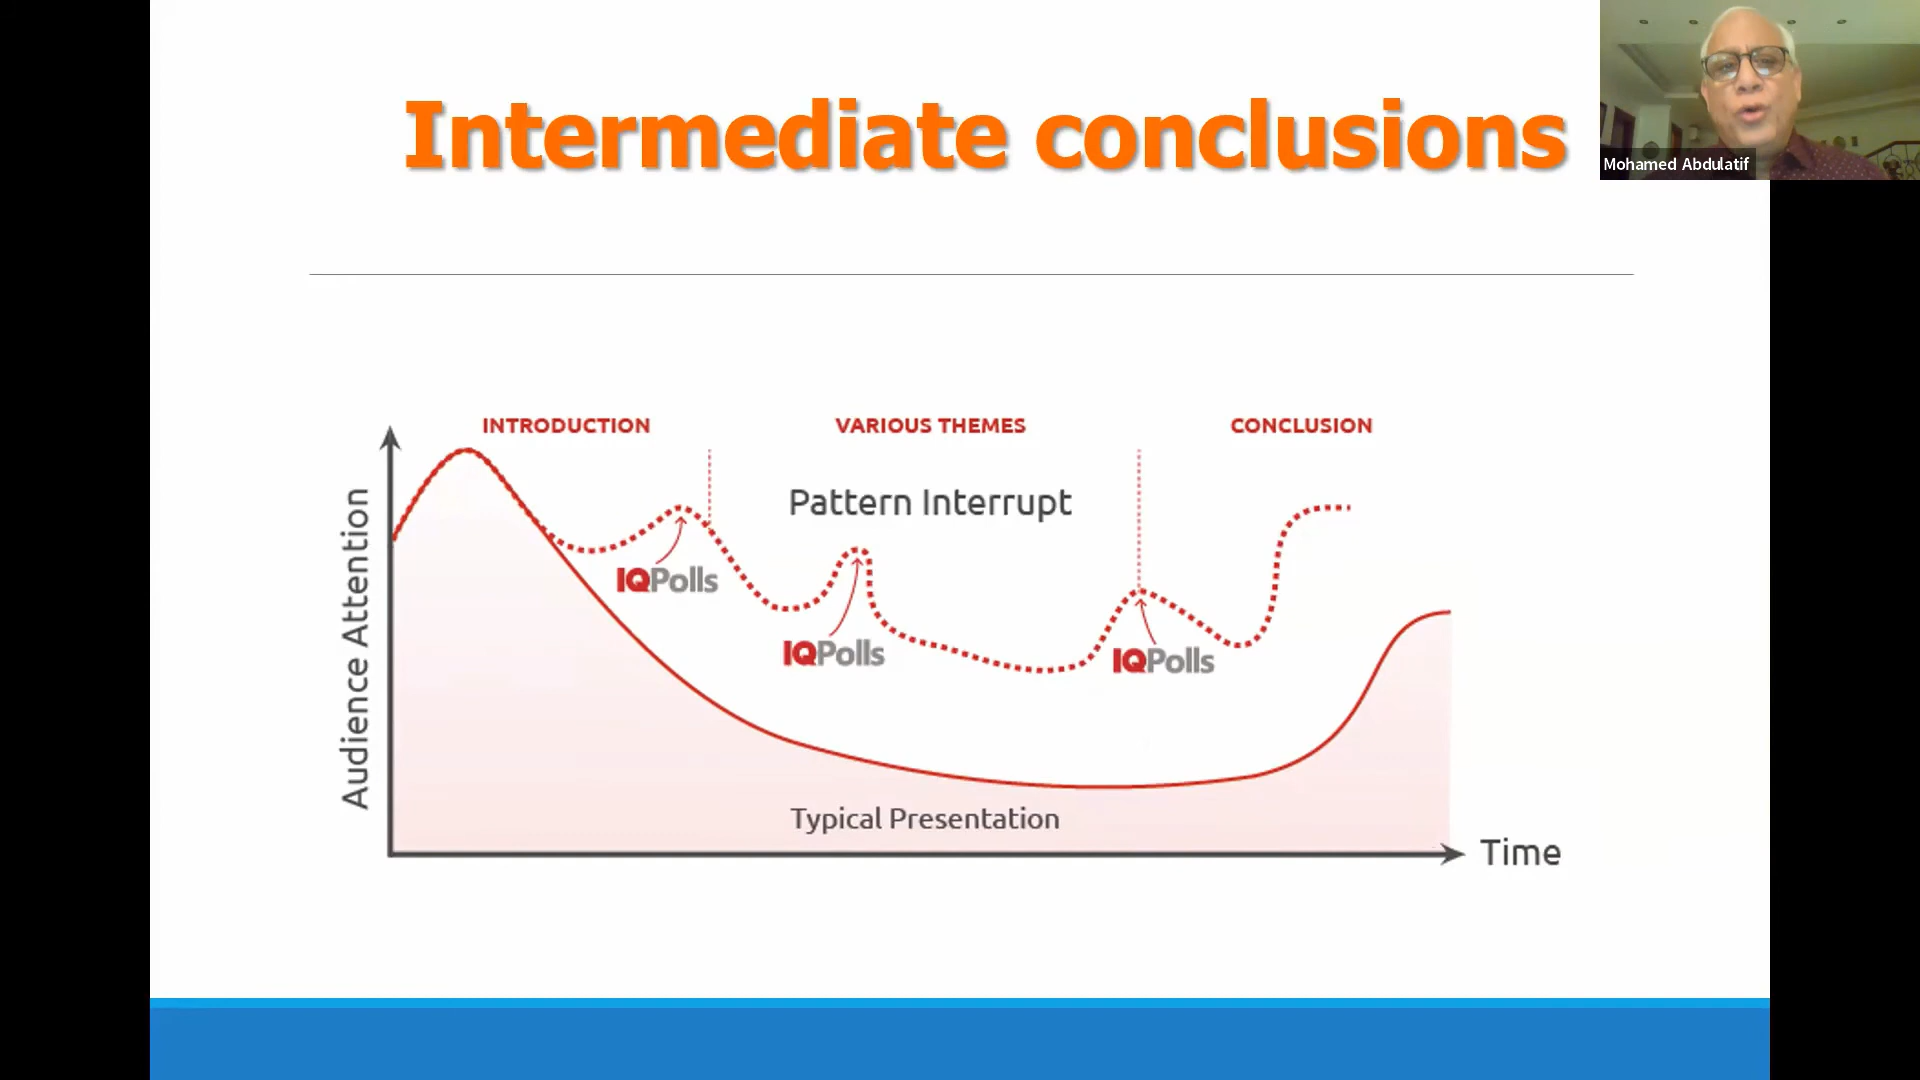 Intermediate conclusions
Mohamed Abdulatif
INTRODUCTION
VARIOUS THEMES
CONCLUSION
Pattern Interrupt
IQPolls
IQPolls
IQPolls
Audience Attention
Typical Presentation
Time